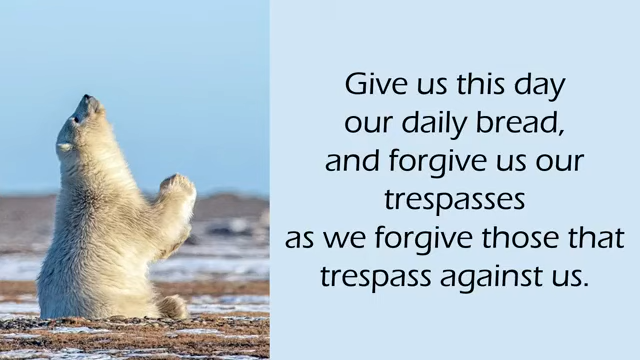 Give us this day
our daily bread,
and forgive us our
trespasses
as we forgive those that
trespass against us.